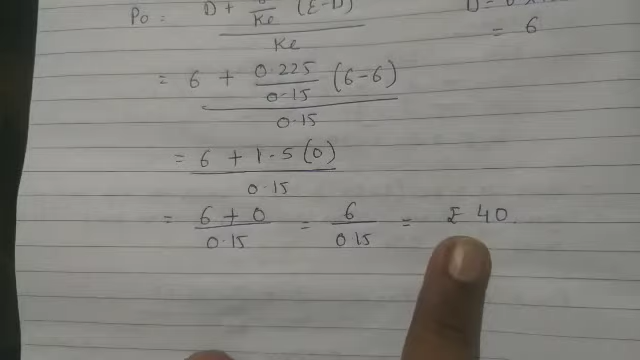 Po = D + r/Ke (E-D) / Ke
= 6
= 6 + 0.225/0.15 (6-6) / 0.15
= 6 + 1.5(0) / 0.15
= 6 + 0 / 0.15 = 6 / 0.15 = ₹ 40.